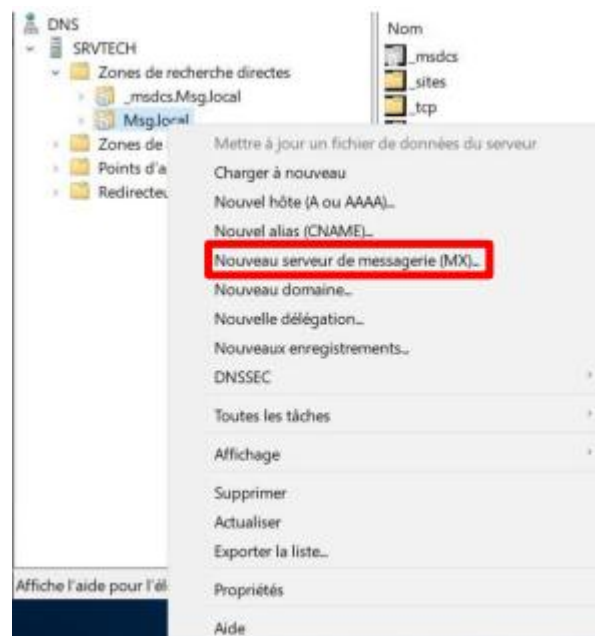 DNS
SRVTECH
Zones de recherche directes
_msdcs.Msg.local
Msg.local
Zones de
Points d'a
Redirecteu
Nom
_msdcs
_sites
_tcp
Mettre à jour un fichier de données du serveur
Charger à nouveau
Nouvel hôte (A ou AAAA)...
Nouvel alias (CNAME)...
Nouveau serveur de messagerie (MX)...
Nouveau domaine...
Nouvelle délégation...
Nouveaux enregistrements...
DNSSEC
Toutes les tâches
Affichage
Supprimer
Actualiser
Exporter la liste...
Propriétés
Aide
Affiche l'aide pour l'él